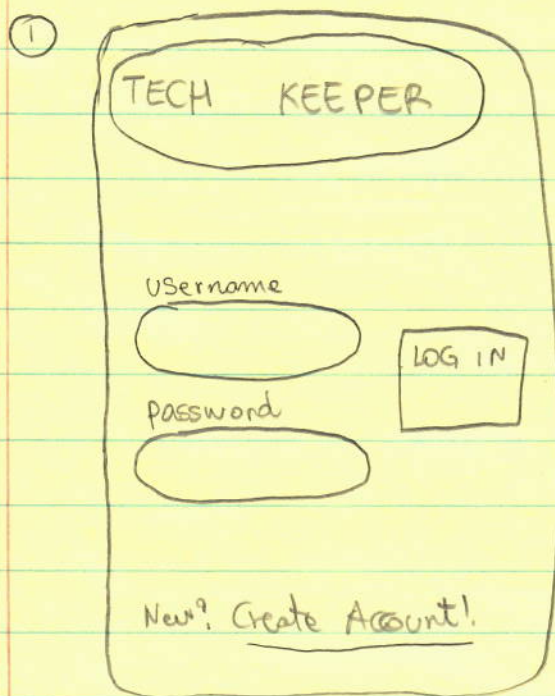 1
TECH KEEPER
username
LOG IN
password
New? Create Account!